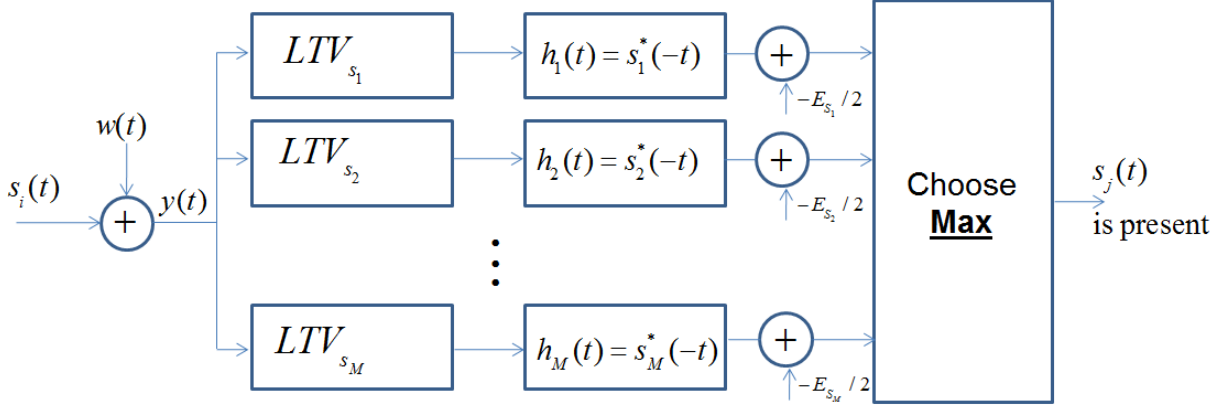 LTV_{s_1}
h_1(t) = s_1^*(-t)
+
-E_{S_1} / 2
w(t)
LTV_{s_2}
h_2(t) = s_2^*(-t)
+
-E_{S_2} / 2
s_i(t)
+
y(t)
Choose
Max
s_j(t)
is present
⋮
LTV_{s_M}
h_M(t) = s_M^*(-t)
+
-E_{S_M} / 2